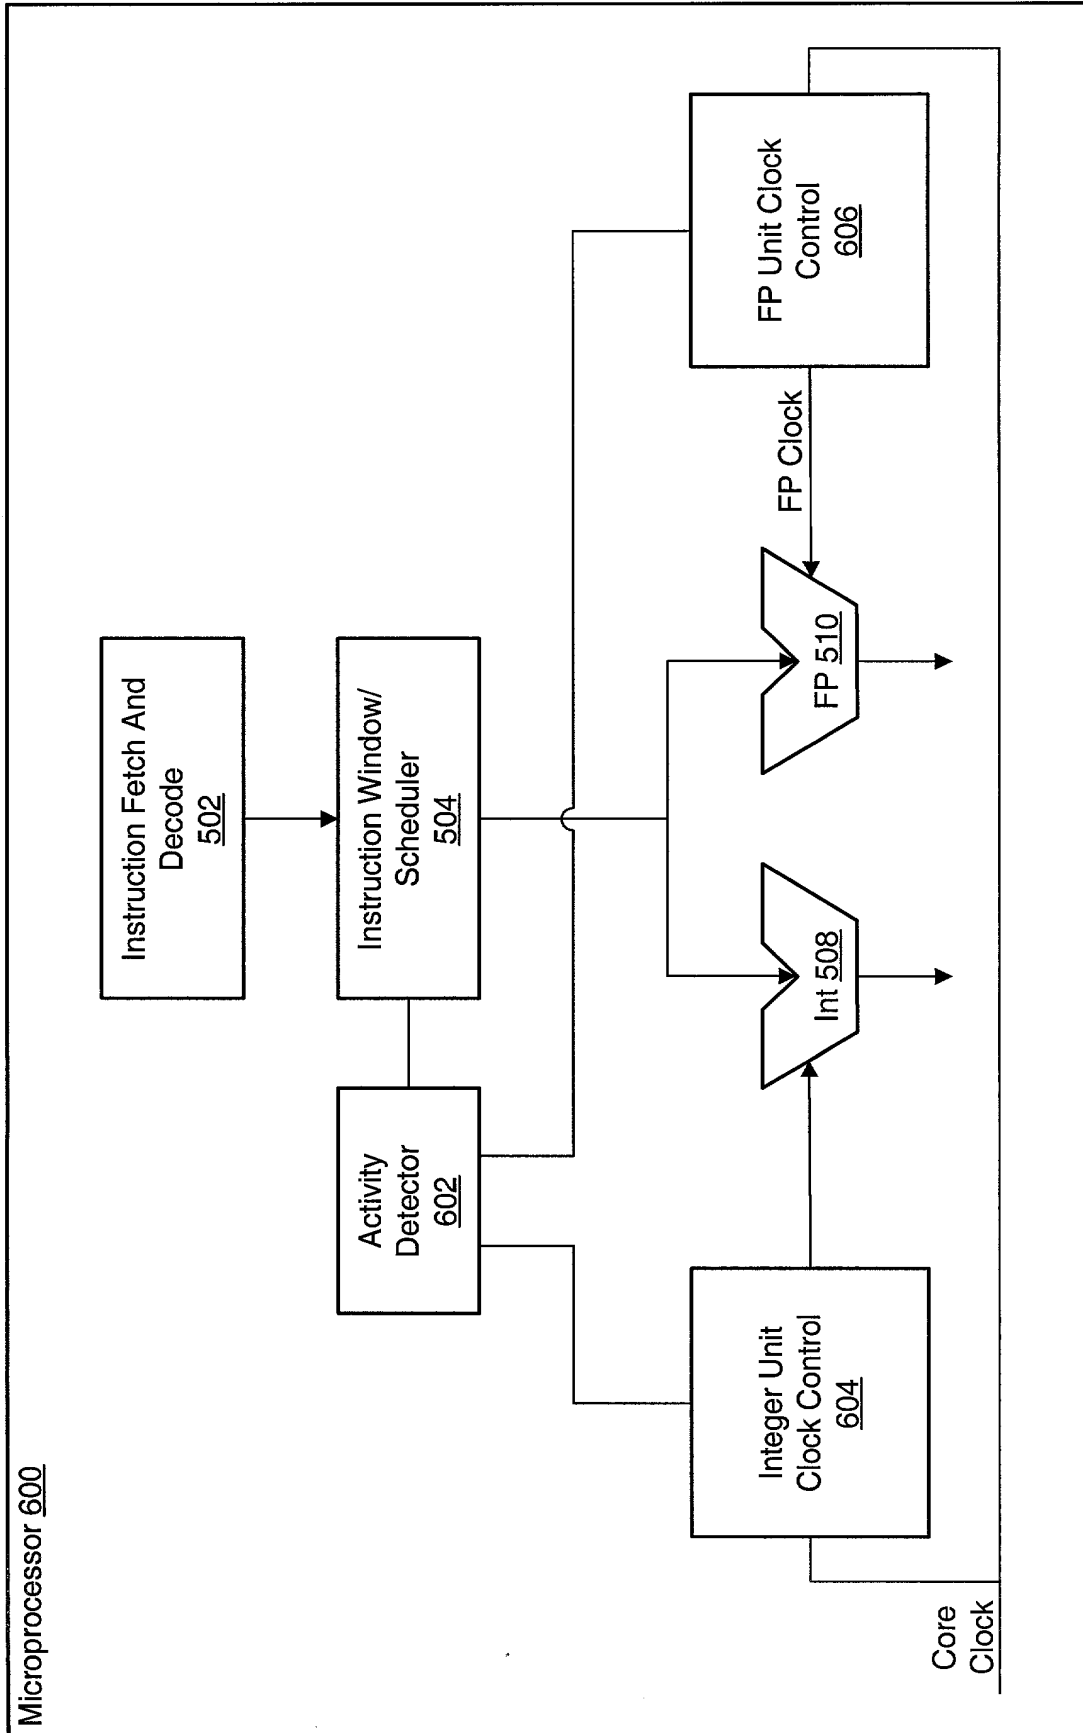 Microprocessor 600
Instruction Fetch And
Decode
502
Activity
Detector
602
Instruction Window/
Scheduler
504
Integer Unit
Clock Control
604
Int 508
FP 510
FP Clock
FP Unit Clock
Control
606
Core
Clock